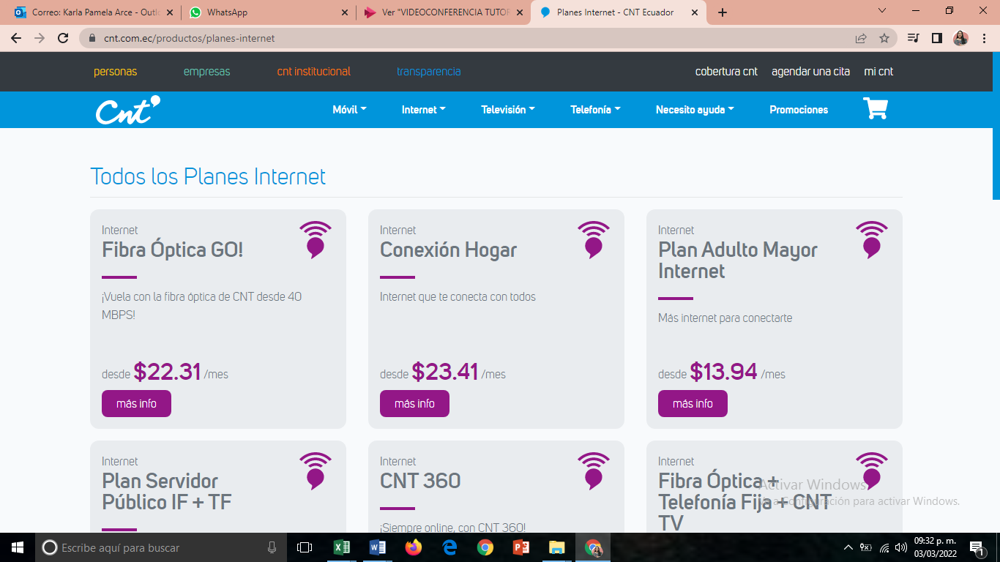 Correo: Karla Pamela Arce - Outl
WhatsApp
Ver "VIDEOCONFERENCIA TUTOR
Planes Internet - CNT Ecuador
cnt.com.ec/productos/planes-internet
personas
empresas
cnt institucional
transparencia
cobertura cnt
agendar una cita
mi cnt
Cnt
Móvil
Internet
Televisión
Telefonía
Necesito ayuda
Promociones
Todos los Planes Internet
Internet
Fibra Óptica GO!
¡Vuela con la fibra óptica de CNT desde 40
MBPS!
desde $22.31 /mes
más info
Internet
Conexión Hogar
Internet que te conecta con todos
desde $23.41 /mes
más info
Internet
Plan Adulto Mayor
Internet
Más internet para conectarte
desde $13.94 /mes
más info
Internet
Plan Servidor
Público IF + TF
Internet
CNT 360
¡Siempre online, con CNT 360!
Internet
Fibra Óptica +
Telefonía Fija + CNT
TV
Activar Windows
Ve a Configuración para activar Windows.
Escribe aquí para buscar
09:32 p. m.
03/03/2022
1